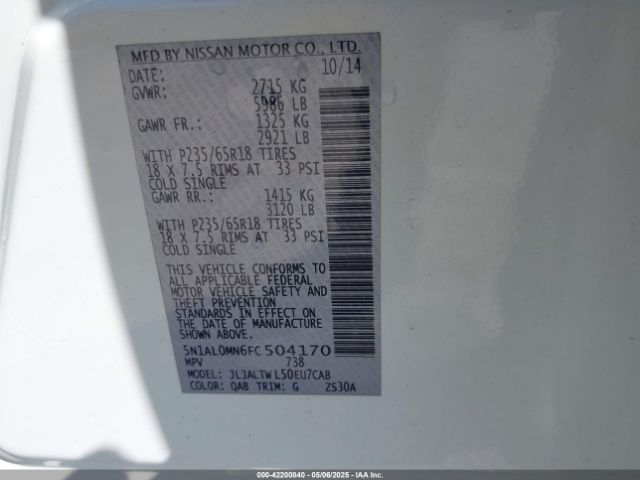 MFD BY NISSAN MOTOR CO., LTD.
DATE: 10/14
GVWR: 2715 KG
5986 LB
GAWR FR.: 1325 KG
2921 LB
WITH P235/65R18 TIRES
18 X 7.5 RIMS AT 33 PSI
COLD SINGLE
GAWR RR.: 1415 KG
3120 LB
WITH P235/65R18 TIRES
18 X 7.5 RIMS AT 33 PSI
COLD SINGLE
THIS VEHICLE CONFORMS TO
ALL APPLICABLE FEDERAL
MOTOR VEHICLE SAFETY AND
THEFT PREVENTION
STANDARDS IN EFFECT ON
THE DATE OF MANUFACTURE
SHOWN ABOVE.
5N1AL0MN6FC504170
MPV 738
MODEL: JLJALTW L50EU7CAB
COLOR: QAB TRIM: G ZS30A
000-42200840 - 05/06/2025 - IAA Inc.